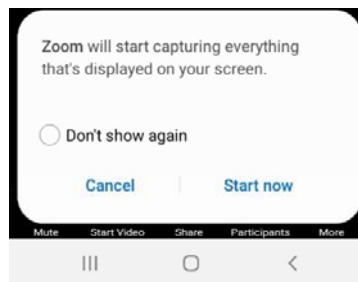 Zoom will start capturing everything
that's displayed on your screen.
Don't show again
Cancel Start now
Mute Start Video Share Participants More